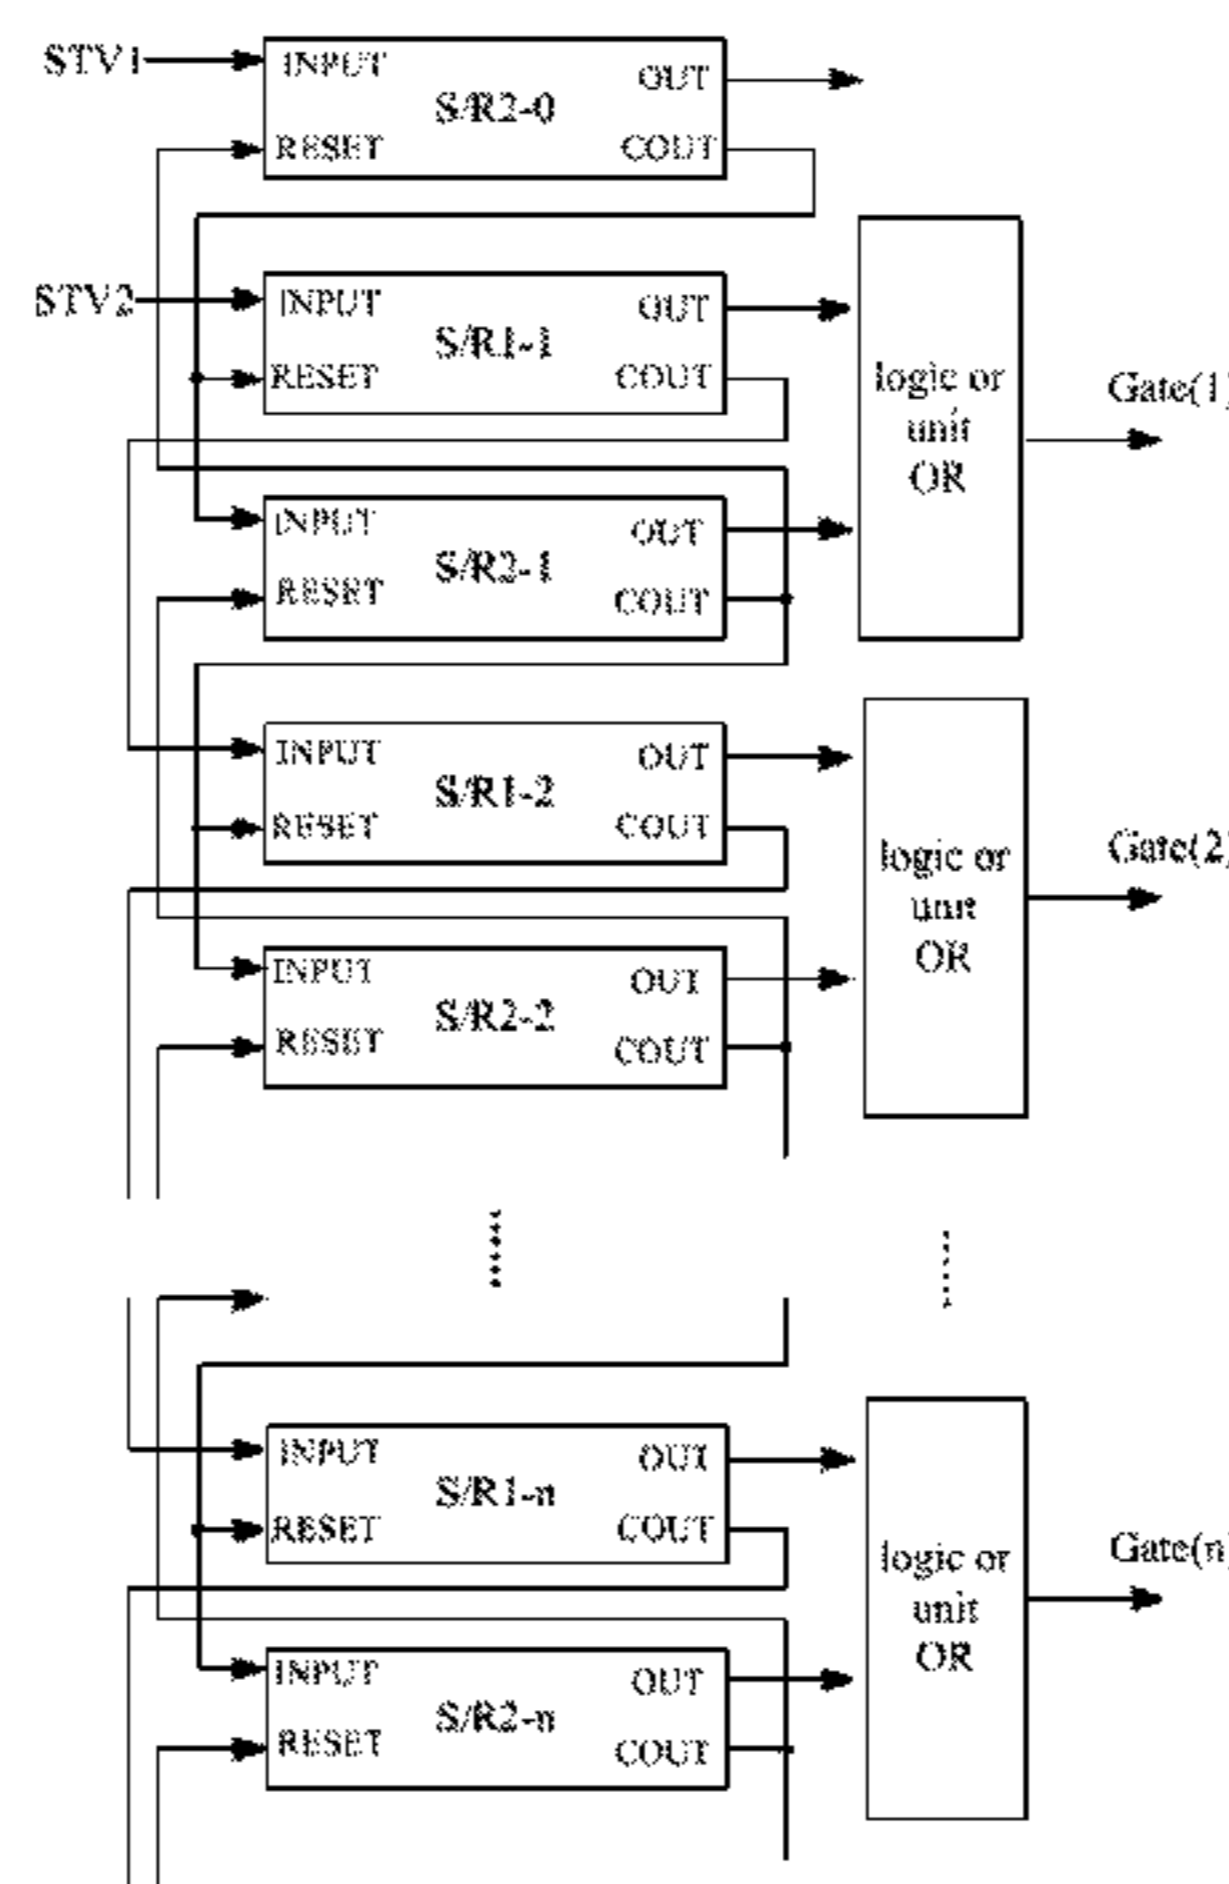 STV1
INPUT
OUT
S/R2-0
RESET
COUT
STV2
INPUT
OUT
S/R1-1
RESET
COUT
logic or
unit
OR
Gate(1)
INPUT
OUT
S/R2-1
RESET
COUT
INPUT
OUT
S/R1-2
RESET
COUT
logic or
unit
OR
Gate(2)
INPUT
OUT
S/R2-2
RESET
COUT
INPUT
OUT
S/R1-n
RESET
COUT
logic or
unit
OR
Gate(n)
INPUT
OUT
S/R2-n
RESET
COUT